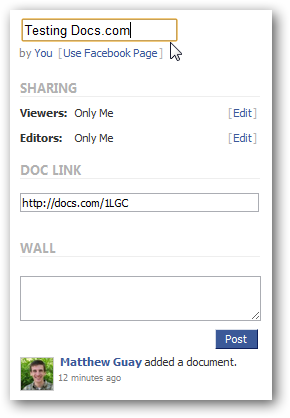 Testing Docs.com
by You [Use Facebook Page]
SHARING
Viewers: Only Me [Edit]
Editors: Only Me [Edit]
DOC LINK
http://docs.com/1LGC
WALL
Post
Matthew Guay added a document.
12 minutes ago